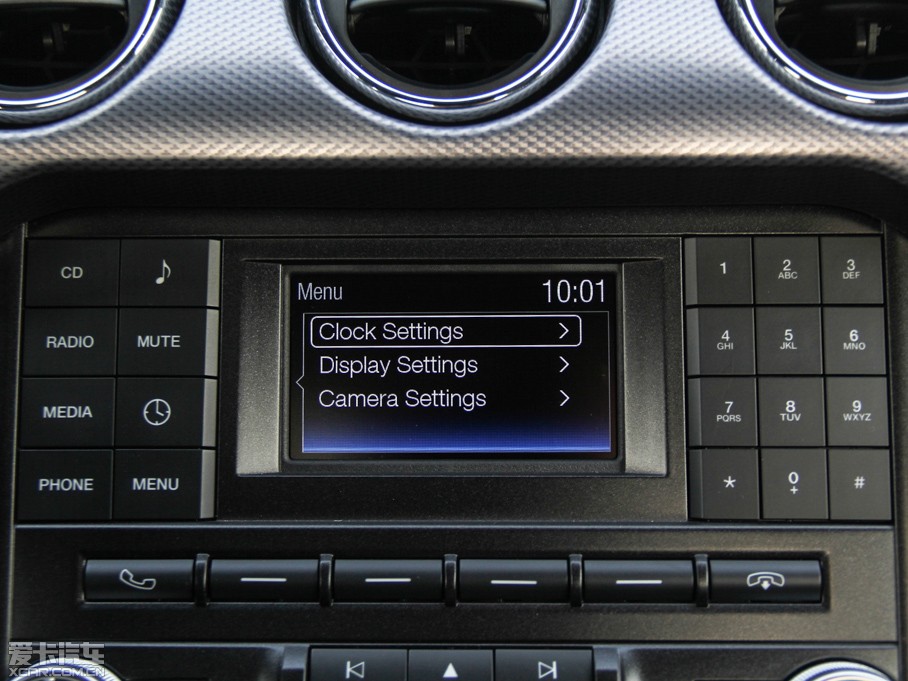 CD
RADIO
MUTE
MEDIA
PHONE
MENU
Menu 10:01
Clock Settings
Display Settings
Camera Settings
1
2
ABC
3
DEF
4
GHI
5
JKL
6
MNO
7
PQRS
8
TUV
9
WXYZ
*
0
+
#
爱卡汽车
XCAR.COM.CN